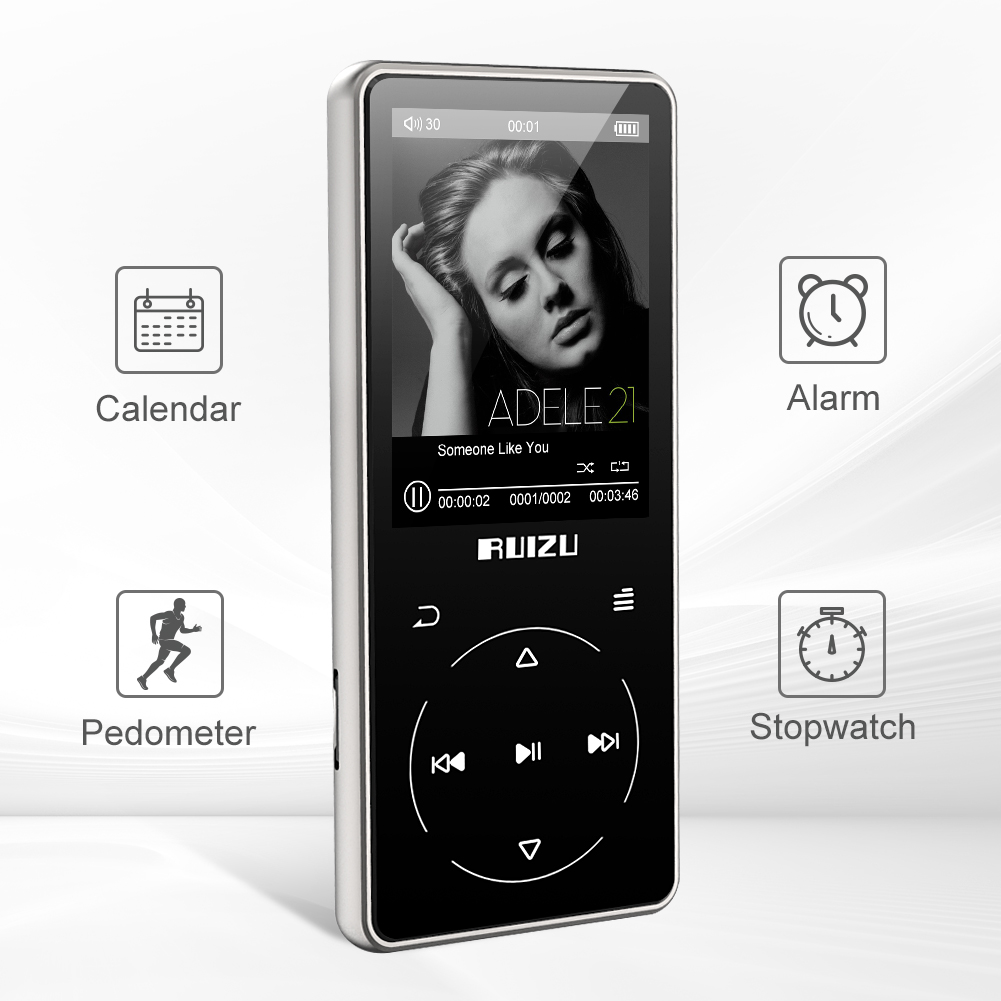 30 00:01
ADELE 21
Someone Like You
00:00:02 0001/0002 00:03:46
RUIZU
Calendar
Alarm
Pedometer
Stopwatch